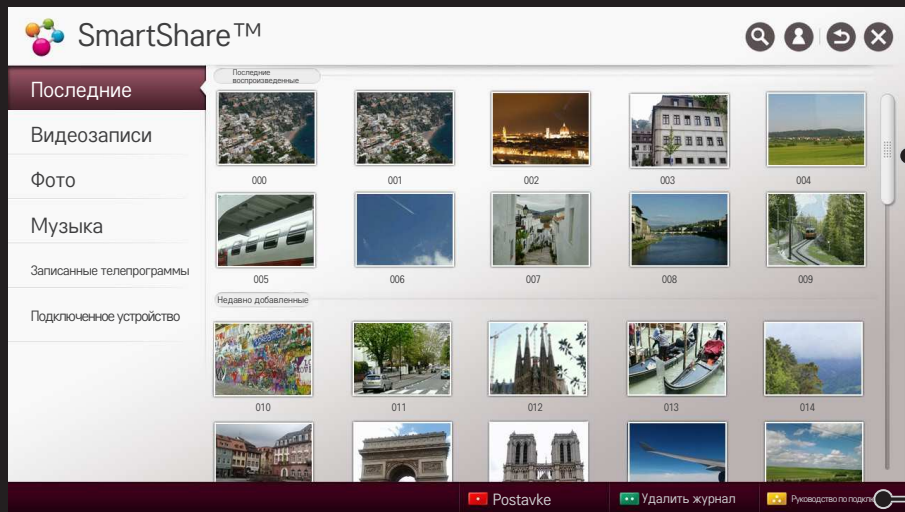 SmartShare™
Последние
Видеозаписи
Фото
Музыка
Записанные телепрограммы
Подключенное устройство
Последние
воспроизведенные
000 001 002 003 004
005 006 007 008 009
Недавно добавленные
010 011 012 013 014
Postavke Удалить журнал Руководство по подкл